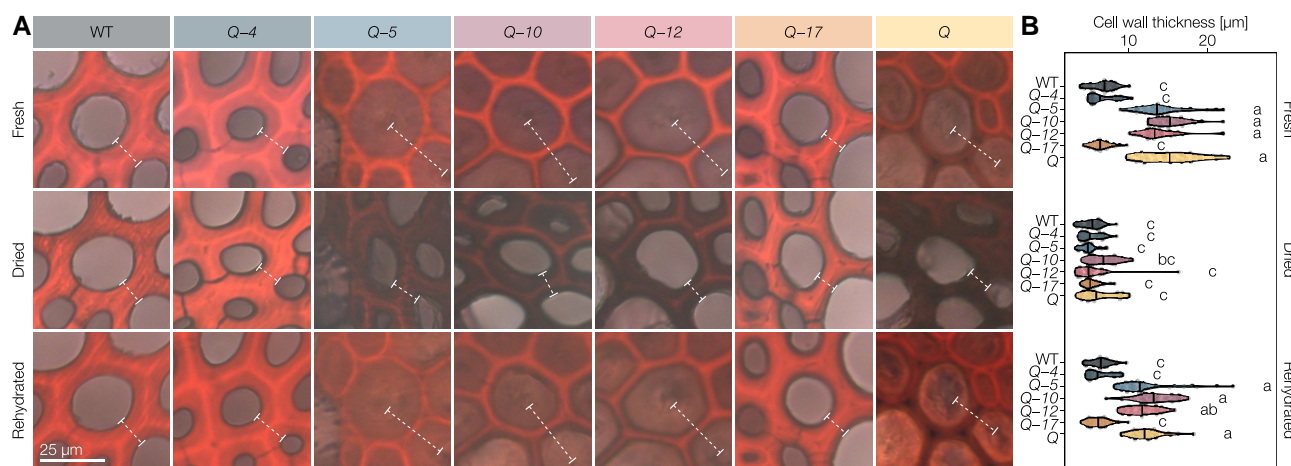 A
WT
Q–4
Q–5
Q–10
Q–12
Q–17
Q
Fresh
Dried
Rehydrated
25 µm
B
Cell wall thickness [µm]
10 20
WT c
Q–4 c
Q–5 a
Q–10 a
Q–12 a
Q–17 c
Q a
Fresh
WT c
Q–4 c
Q–5 c
Q–10 bc
Q–12 c
Q–17 c
Q c
Dried
WT c
Q–4 c
Q–5 a
Q–10 a
Q–12 ab
Q–17 c
Q a
Rehydrated